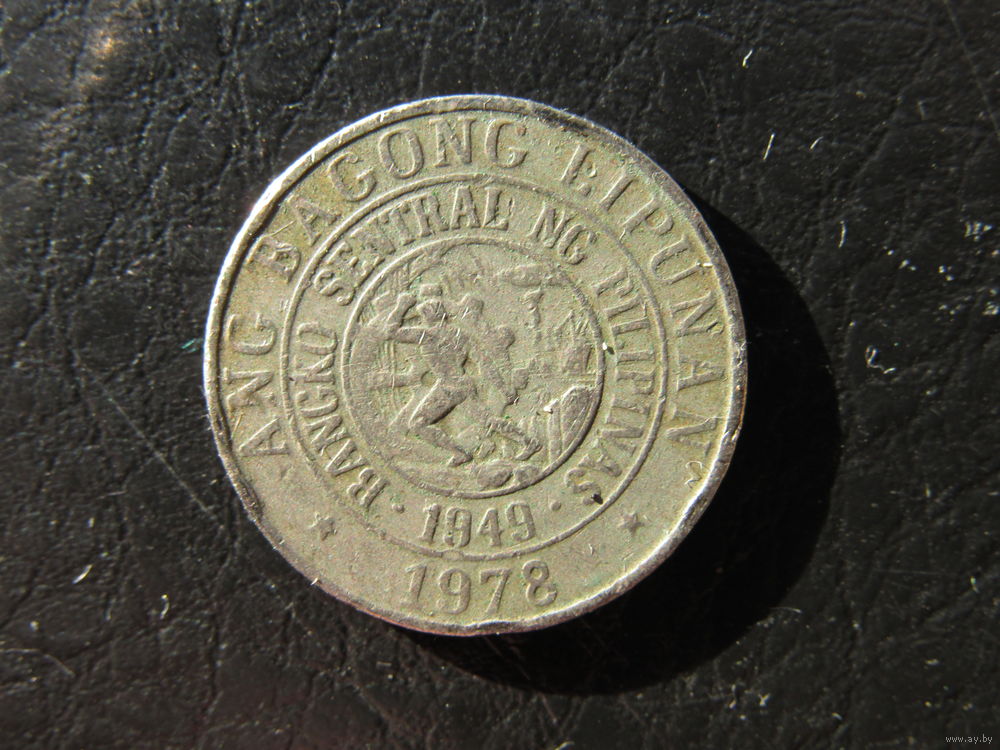 ANG BAGONG LIPUNAN
BANGKO SENTRAL NG PILIPINAS
1949
1978
www.ay.by